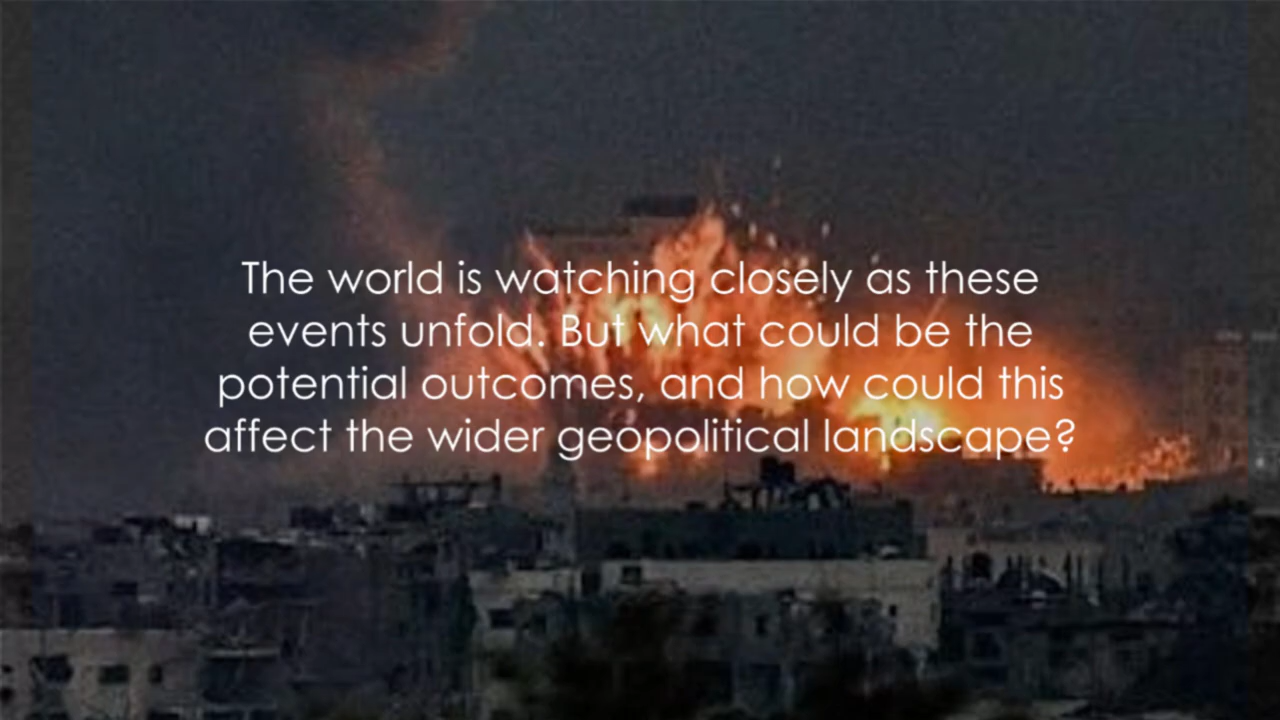 The world is watching closely as these
events unfold. But what could be the
potential outcomes, and how could this
affect the wider geopolitical landscape?